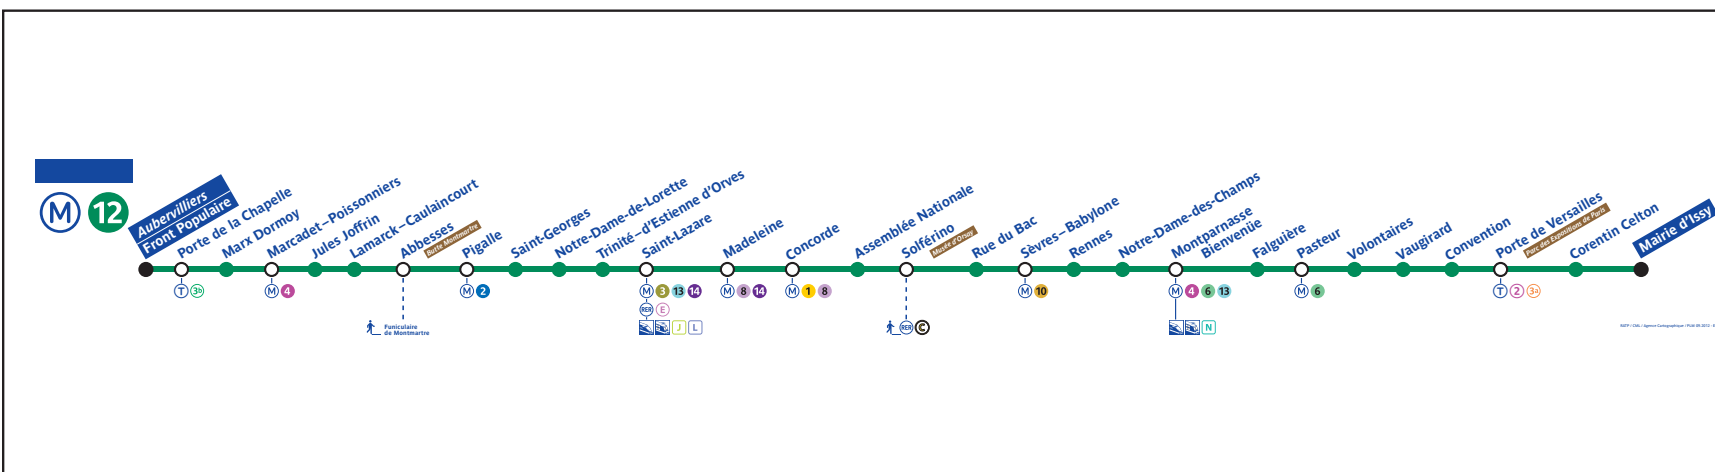 M 12
Aubervilliers
Front Populaire
Porte de la Chapelle
Marx Dormoy
Marcadet–Poissonniers
Jules Joffrin
Lamarck–Caulaincourt
Abbesses
Butte Montmartre
Pigalle
Saint-Georges
Notre-Dame-de-Lorette
Trinité–d'Estienne d'Orves
Saint-Lazare
Madeleine
Concorde
Assemblée Nationale
Solférino
Musée d'Orsay
Rue du Bac
Sèvres–Babylone
Rennes
Notre-Dame-des-Champs
Montparnasse
Bienvenüe
Falguière
Pasteur
Volontaires
Vaugirard
Convention
Porte de Versailles
Parc des Expositions de Paris
Corentin Celton
Mairie d'Issy
T 3b
M 4
M 2
M 3 13 14
M 8 14
M 1 8
M 10
M 4 6 13
M 6
T 2 3a
RER E
Funiculaire
de Montmartre
J L
RER C
N